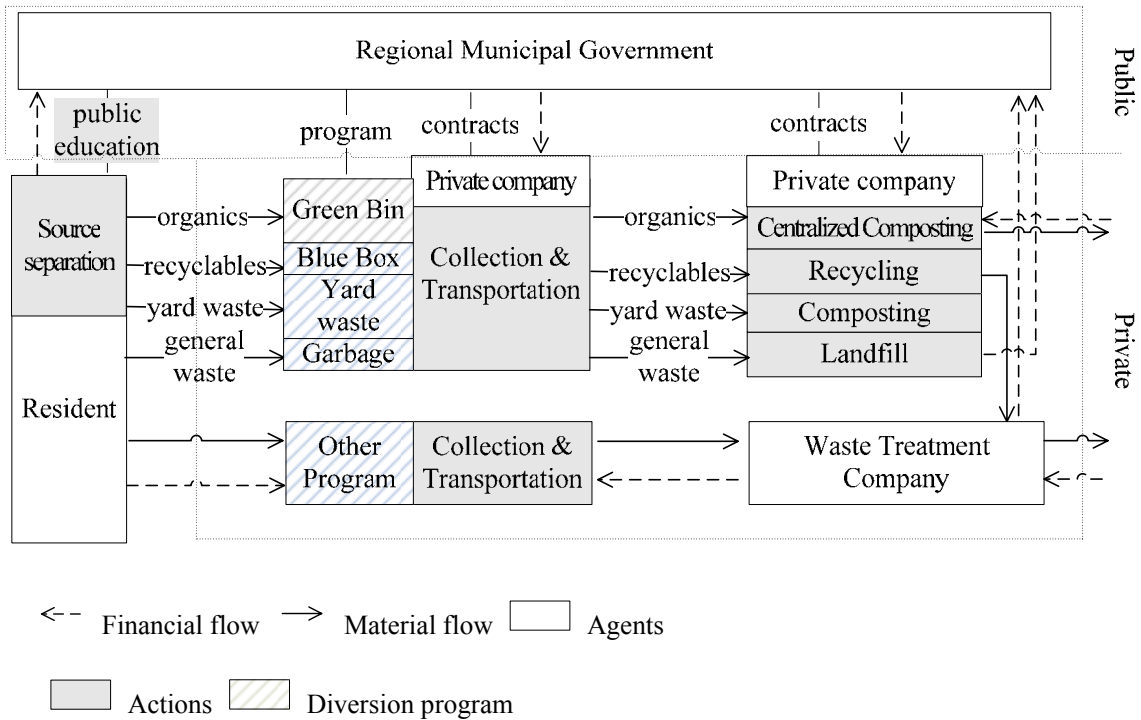 Regional Municipal Government
Public
public
education
program
contracts
contracts
Private company
Private company
Source
separation
organics
Green Bin
organics
Centralized Composting
recyclables
Blue Box
Collection &
Transportation
recyclables
Recycling
yard waste
Yard
waste
yard waste
Composting
general
waste
Garbage
general
waste
Landfill
Private
Resident
Other
Program
Collection &
Transportation
Waste Treatment
Company
Financial flow
Material flow
Agents
Actions
Diversion program